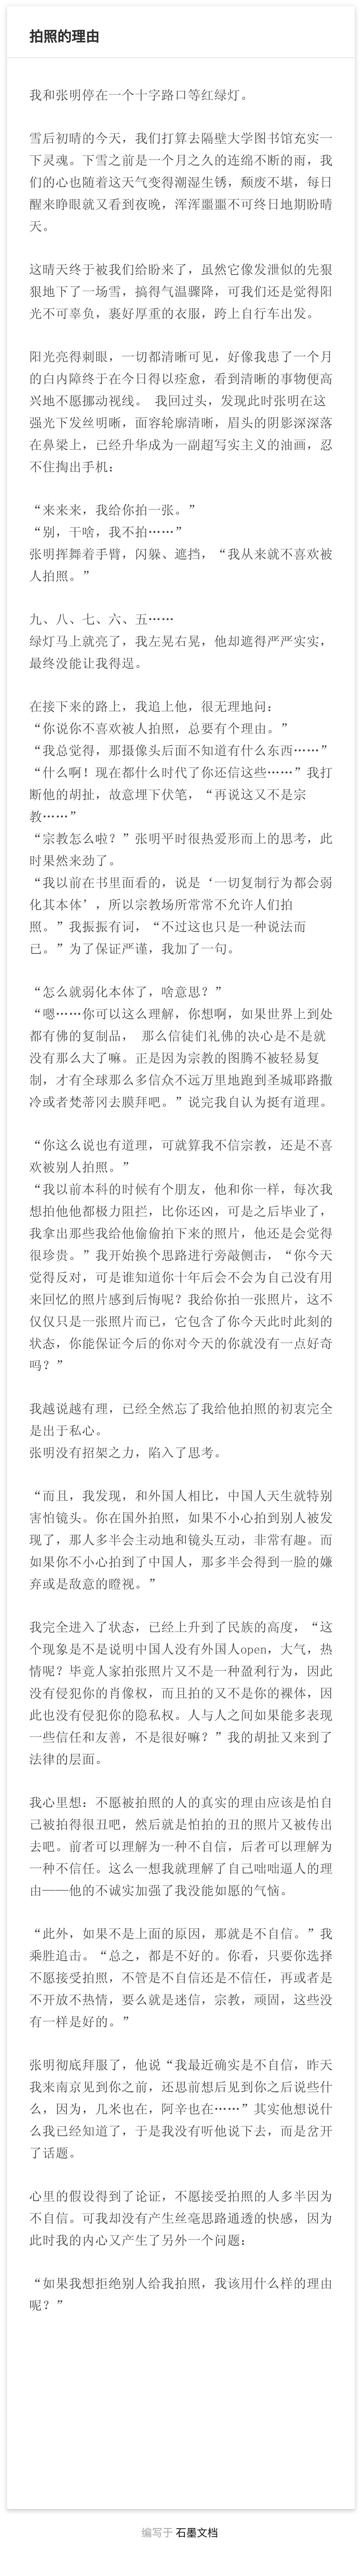 拍照的理由
我和张明停在一个十字路口等红绿灯。
雪后初晴的今天，我们打算去隔壁大学图书馆充实一
下灵魂。下雪之前是一个月之久的连绵不断的雨，我
们的心也随着这天气变得潮湿生锈，颓废不堪，每日
醒来睁眼就又看到夜晚，浑浑噩噩不可终日地期盼晴
天。
这晴天终于被我们给盼来了，虽然它像发泄似的先狠
狠地下了一场雪，搞得气温骤降，可我们还是觉得阳
光不可辜负，裹好厚重的衣服，跨上自行车出发。
阳光亮得刺眼，一切都清晰可见，好像我患了一个月
的白内障终于在今日得以痊愈，看到清晰的事物便高
兴地不愿挪动视线。 我回过头，发现此时张明在这
强光下发丝明晰，面容轮廓清晰，眉头的阴影深深落
在鼻梁上，已经升华成为一副超写实主义的油画，忍
不住掏出手机：
“来来来，我给你拍一张。”
“别，干啥，我不拍……”
张明挥舞着手臂，闪躲、遮挡，“我从来就不喜欢被
人拍照。”
九、八、七、六、五……
绿灯马上就亮了，我左晃右晃，他却遮得严严实实，
最终没能让我得逞。
在接下来的路上，我追上他，很无理地问：
“你说你不喜欢被人拍照，总要有个理由。”
“我总觉得，那摄像头后面不知道有什么东西……”
“什么啊！现在都什么时代了你还信这些……”我打
断他的胡扯，故意埋下伏笔，“再说这又不是宗
教……”
“宗教怎么啦？”张明平时很热爱形而上的思考，此
时果然来劲了。
“我以前在书里面看的，说是‘一切复制行为都会弱
化其本体’，所以宗教场所常常不允许人们拍
照。”我振振有词，“不过这也只是一种说法而
已。”为了保证严谨，我加了一句。
“怎么就弱化本体了，啥意思？”
“嗯……你可以这么理解，你想啊，如果世界上到处
都有佛的复制品， 那么信徒们礼佛的决心是不是就
没有那么大了嘛。正是因为宗教的图腾不被轻易复
制，才有全球那么多信众不远万里地跑到圣城耶路撒
冷或者梵蒂冈去膜拜吧。”说完我自认为挺有道理。
“你这么说也有道理，可就算我不信宗教，还是不喜
欢被别人拍照。”
“我以前本科的时候有个朋友，他和你一样，每次我
想拍他他都极力阻拦，比你还凶，可是之后毕业了，
我拿出那些我给他偷偷拍下来的照片，他还是会觉得
很珍贵。”我开始换个思路进行旁敲侧击，“你今天
觉得反对，可是谁知道你十年后会不会为自己没有用
来回忆的照片感到后悔呢？我给你拍一张照片，这不
仅仅只是一张照片而已，它包含了你今天此时此刻的
状态，你能保证今后的你对今天的你就没有一点好奇
吗？”
我越说越有理，已经全然忘了我给他拍照的初衷完全
是出于私心。
张明没有招架之力，陷入了思考。
“而且，我发现，和外国人相比，中国人天生就特别
害怕镜头。你在国外拍照，如果不小心拍到别人被发
现了，那人多半会主动地和镜头互动，非常有趣。而
如果你不小心拍到了中国人，那多半会得到一脸的嫌
弃或是敌意的瞪视。”
我完全进入了状态，已经上升到了民族的高度，“这
个现象是不是说明中国人没有外国人open，大气，热
情呢？毕竟人家拍张照片又不是一种盈利行为，因此
没有侵犯你的肖像权，而且拍的又不是你的裸体，因
此也没有侵犯你的隐私权。人与人之间如果能多表现
一些信任和友善，不是很好嘛？”我的胡扯又来到了
法律的层面。
我心里想：不愿被拍照的人的真实的理由应该是怕自
己被拍得很丑吧，然后就是怕拍的丑的照片又被传出
去吧。前者可以理解为一种不自信，后者可以理解为
一种不信任。这么一想我就理解了自己咄咄逼人的理
由——他的不诚实加强了我没能如愿的气恼。
“此外，如果不是上面的原因，那就是不自信。”我
乘胜追击。“总之，都是不好的。你看，只要你选择
不愿接受拍照，不管是不自信还是不信任，再或者是
不开放不热情，要么就是迷信，宗教，顽固，这些没
有一样是好的。”
张明彻底拜服了，他说“我最近确实是不自信，昨天
我来南京见到你之前，还思前想后见到你之后说些什
么，因为，几米也在，阿辛也在……”其实他想说什
么我已经知道了，于是我没有听他说下去，而是岔开
了话题。
心里的假设得到了论证，不愿接受拍照的人多半因为
不自信。可我却没有产生丝毫思路通透的快感，因为
此时我的内心又产生了另外一个问题：
“如果我想拒绝别人给我拍照，我该用什么样的理由
呢？”
编写于 石墨文档